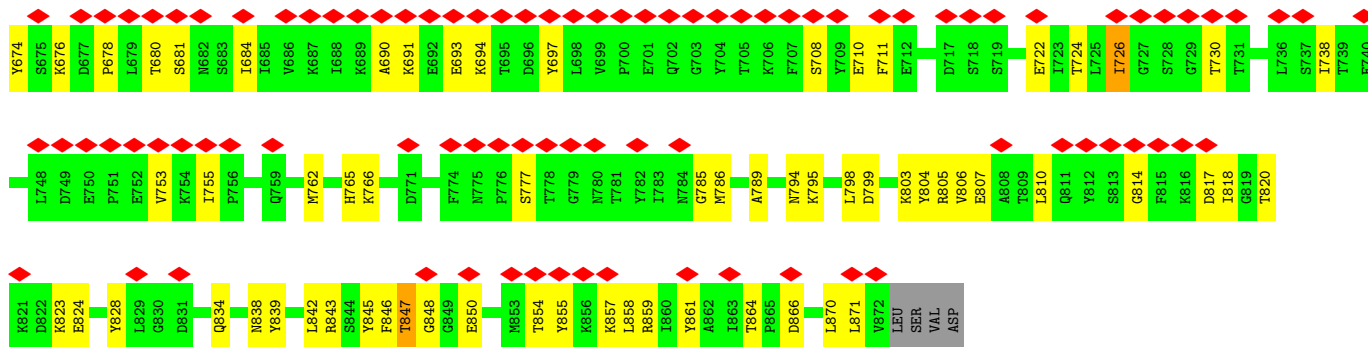 Y674 S675 K676 D677 P678 L679 T680 S681 N682 S683 I684 I685 V686 K687 I688 K689 A690 K691 E692 E693 K694 T695 D696 Y697 L698 V699 P700 E701 Q702 G703 Y704 T705 K706 F707 S708 Y709 E710 F711 E712 D717 S718 S719 E722 I723 T724 L725 I726 G727 S728 G729 T730 T731 L736 S737 I738 T739
L748 D749 E750 P751 E752 V753 K754 I755 P756 Q759 M762 H765 K766 D771 F774 N775 P776 S777 T778 G779 N780 T781 Y782 I783 N784 G785 M786 A789 N794 K795 L798 D799 K803 Y804 R805 V806 E807 A808 T809 L810 Q811 Y812 S813 G814 F815 K816 D817 I818 G819 T820
K821 D822 K823 E824 Y828 L829 G830 D831 Q834 N838 Y839 L842 R843 S844 Y845 F846 T847 G848 G849 E850 M853 T854 Y855 K856 K857 L858 R859 I860 Y861 A862 I863 T864 P865 D866 L870 L871 V872 LEU SER VAL ASP